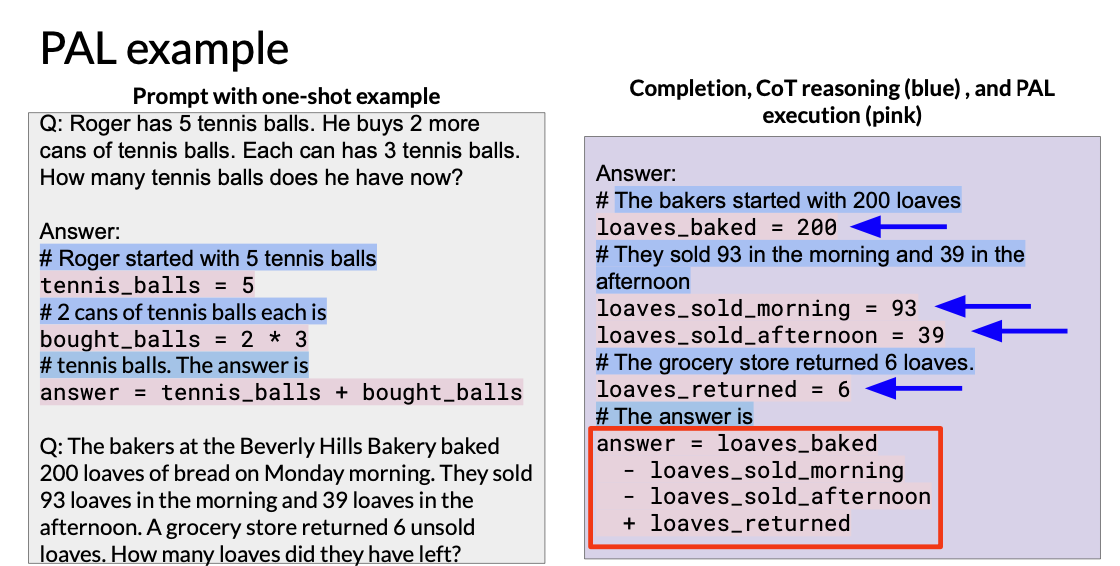 PAL example
Prompt with one-shot example
Q: Roger has 5 tennis balls. He buys 2 more
cans of tennis balls. Each can has 3 tennis balls.
How many tennis balls does he have now?
Answer:
# Roger started with 5 tennis balls
tennis_balls = 5
# 2 cans of tennis balls each is
bought_balls = 2 * 3
# tennis balls. The answer is
answer = tennis_balls + bought_balls
Q: The bakers at the Beverly Hills Bakery baked
200 loaves of bread on Monday morning. They sold
93 loaves in the morning and 39 loaves in the
afternoon. A grocery store returned 6 unsold
loaves. How many loaves did they have left?
Completion, CoT reasoning (blue) , and PAL
execution (pink)
Answer:
# The bakers started with 200 loaves
loaves_baked = 200
# They sold 93 in the morning and 39 in the
afternoon
loaves_sold_morning = 93
loaves_sold_afternoon = 39
# The grocery store returned 6 loaves.
loaves_returned = 6
# The answer is
answer = loaves_baked
- loaves_sold_morning
- loaves_sold_afternoon
+ loaves_returned